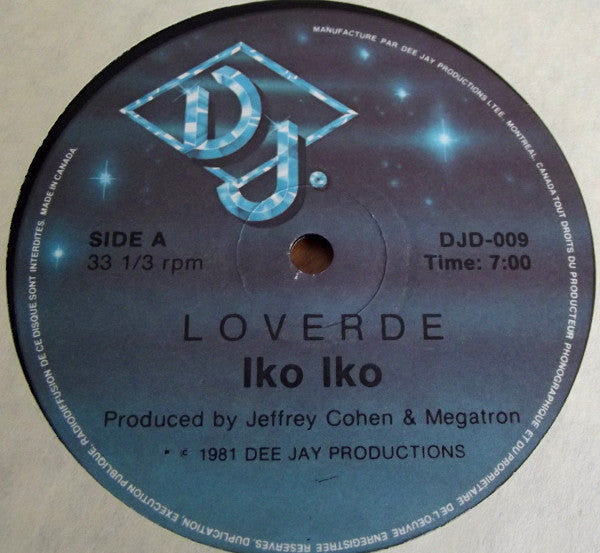 DJ.
MANUFACTURE PAR DEE JAY PRODUCTIONS LTEE. MONTREAL, CANADA TOUT DROITS DU PRODUCTEUR PHONOGRAPHIQUE ET DU PROPRIETAIRE DE L'OEUVRE ENREGISTREE RESERVES, DUPLICATION, EXECUTION PUBLIQUE, RADIODIFFUSION DE CE DISQUE SONT INTERDITES. MADE IN CANADA.
SIDE A
33 1/3 rpm
DJD-009
Time: 7:00
LOVERDE
Iko Iko
Produced by Jeffrey Cohen & Megatron
© 1981 DEE JAY PRODUCTIONS